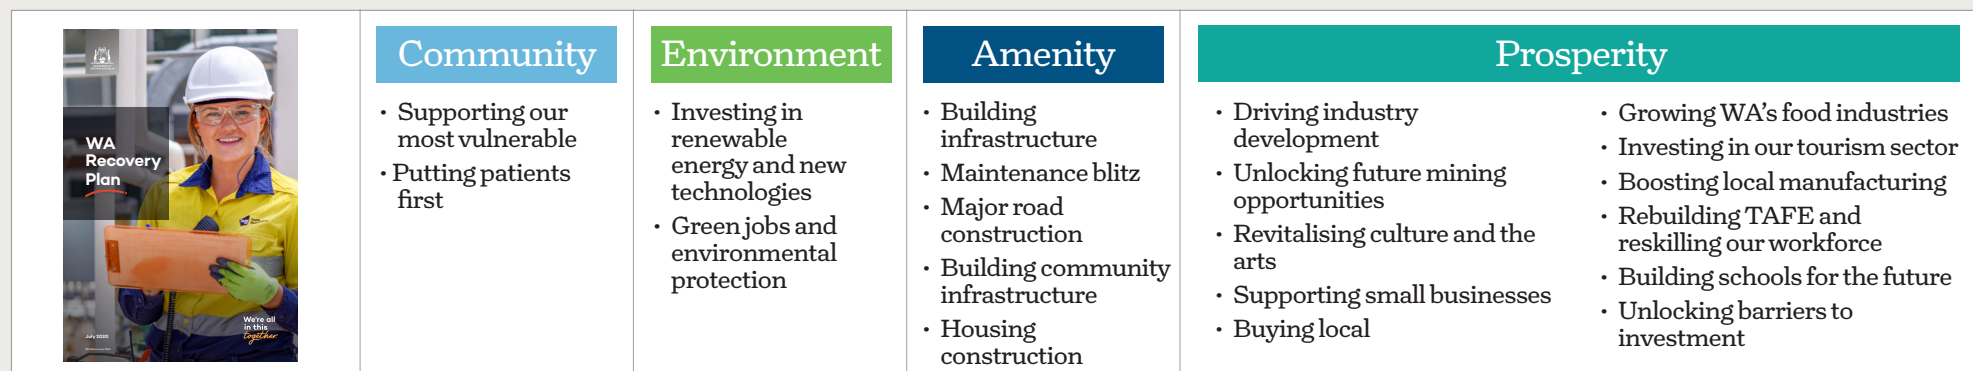 WA
Recovery
Plan
We're all
in this
together.
July 2020
Community
• Supporting our
most vulnerable
• Putting patients
first
Environment
• Investing in
renewable
energy and new
technologies
• Green jobs and
environmental
protection
Amenity
• Building
infrastructure
• Maintenance blitz
• Major road
construction
• Building community
infrastructure
• Housing
construction
Prosperity
• Driving industry
development
• Unlocking future mining
opportunities
• Revitalising culture and the
arts
• Supporting small businesses
• Buying local
• Growing WA's food industries
• Investing in our tourism sector
• Boosting local manufacturing
• Rebuilding TAFE and
reskilling our workforce
• Building schools for the future
• Unlocking barriers to
investment